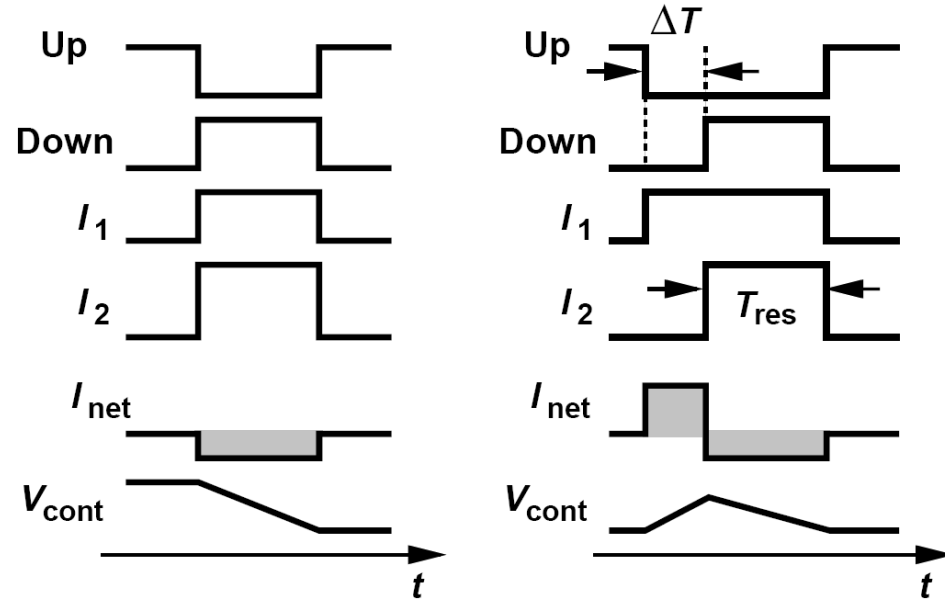 Up
Down
I1
I2
Inet
Vcont
t
Up
ΔT
Down
I1
I2
Tres
Inet
Vcont
t